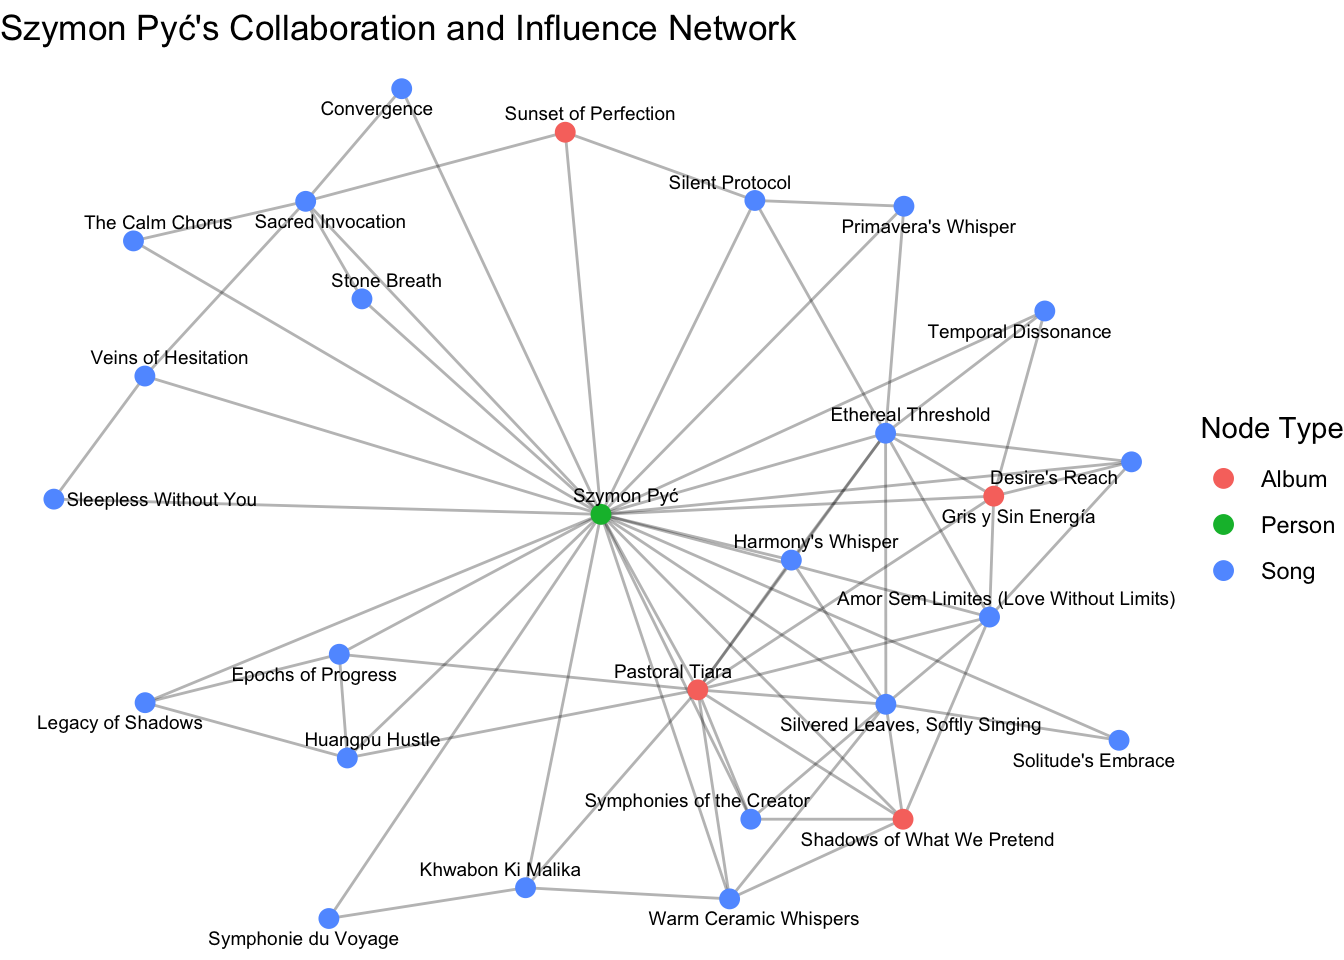 Szymon Pyć's Collaboration and Influence Network
Convergence
Sunset of Perfection
Silent Protocol
The Calm Chorus
Sacred Invocation
Primavera's Whisper
Stone Breath
Temporal Dissonance
Veins of Hesitation
Ethereal Threshold
Desire's Reach
Szymon Pyć
Sleepless Without You
Gris y Sin Energía
Harmony's Whisper
Amor Sem Limites (Love Without Limits)
Pastoral Tiara
Epochs of Progress
Legacy of Shadows
Silvered Leaves, Softly Singing
Huangpu Hustle
Solitude's Embrace
Symphonies of the Creator
Shadows of What We Pretend
Khwabon Ki Malika
Warm Ceramic Whispers
Symphonie du Voyage
Node Type
Album
Person
Song